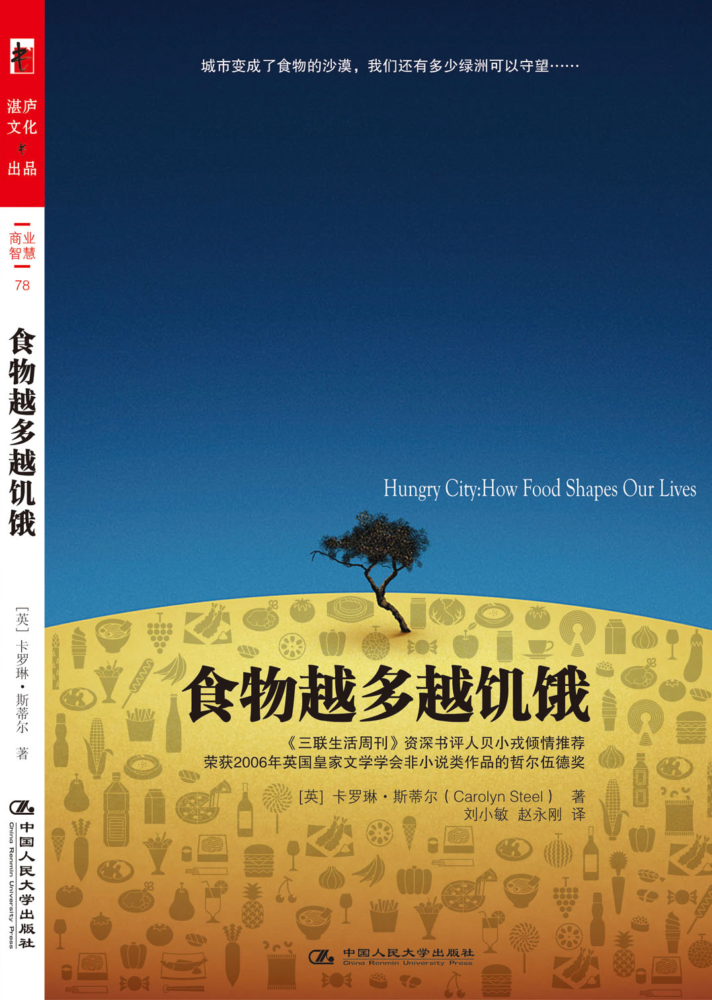 湛庐
文化
出品
商业
智慧
78
食物越多越饥饿
[英] 卡罗琳·斯蒂尔 著
中国人民大学出版社
China Renmin University Press
城市变成了食物的沙漠，我们还有多少绿洲可以守望……
Hungry City:How Food Shapes Our Lives
食物越多越饥饿
《三联生活周刊》资深书评人贝小戎倾情推荐
荣获2006年英国皇家文学学会非小说类作品的哲尔伍德奖
[英] 卡罗琳·斯蒂尔（Carolyn Steel） 著
刘小敏 赵永刚 译
中国人民大学出版社
China Renmin University Press